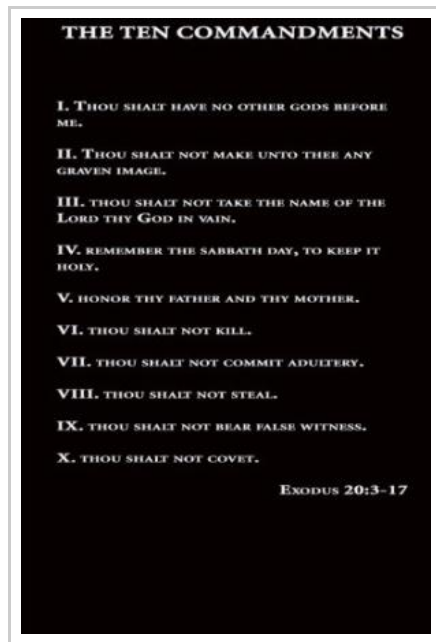 THE TEN COMMANDMENTS
I. THOU SHALT HAVE NO OTHER GODS BEFORE
ME.
II. THOU SHALT NOT MAKE UNTO THEE ANY
GRAVEN IMAGE.
III. THOU SHALT NOT TAKE THE NAME OF THE
LORD THY GOD IN VAIN.
IV. REMEMBER THE SABBATH DAY, TO KEEP IT
HOLY.
V. HONOR THY FATHER AND THY MOTHER.
VI. THOU SHALT NOT KILL.
VII. THOU SHALT NOT COMMIT ADULTERY.
VIII. THOU SHALT NOT STEAL.
IX. THOU SHALT NOT BEAR FALSE WITNESS.
X. THOU SHALT NOT COVET.
EXODUS 20:3-17